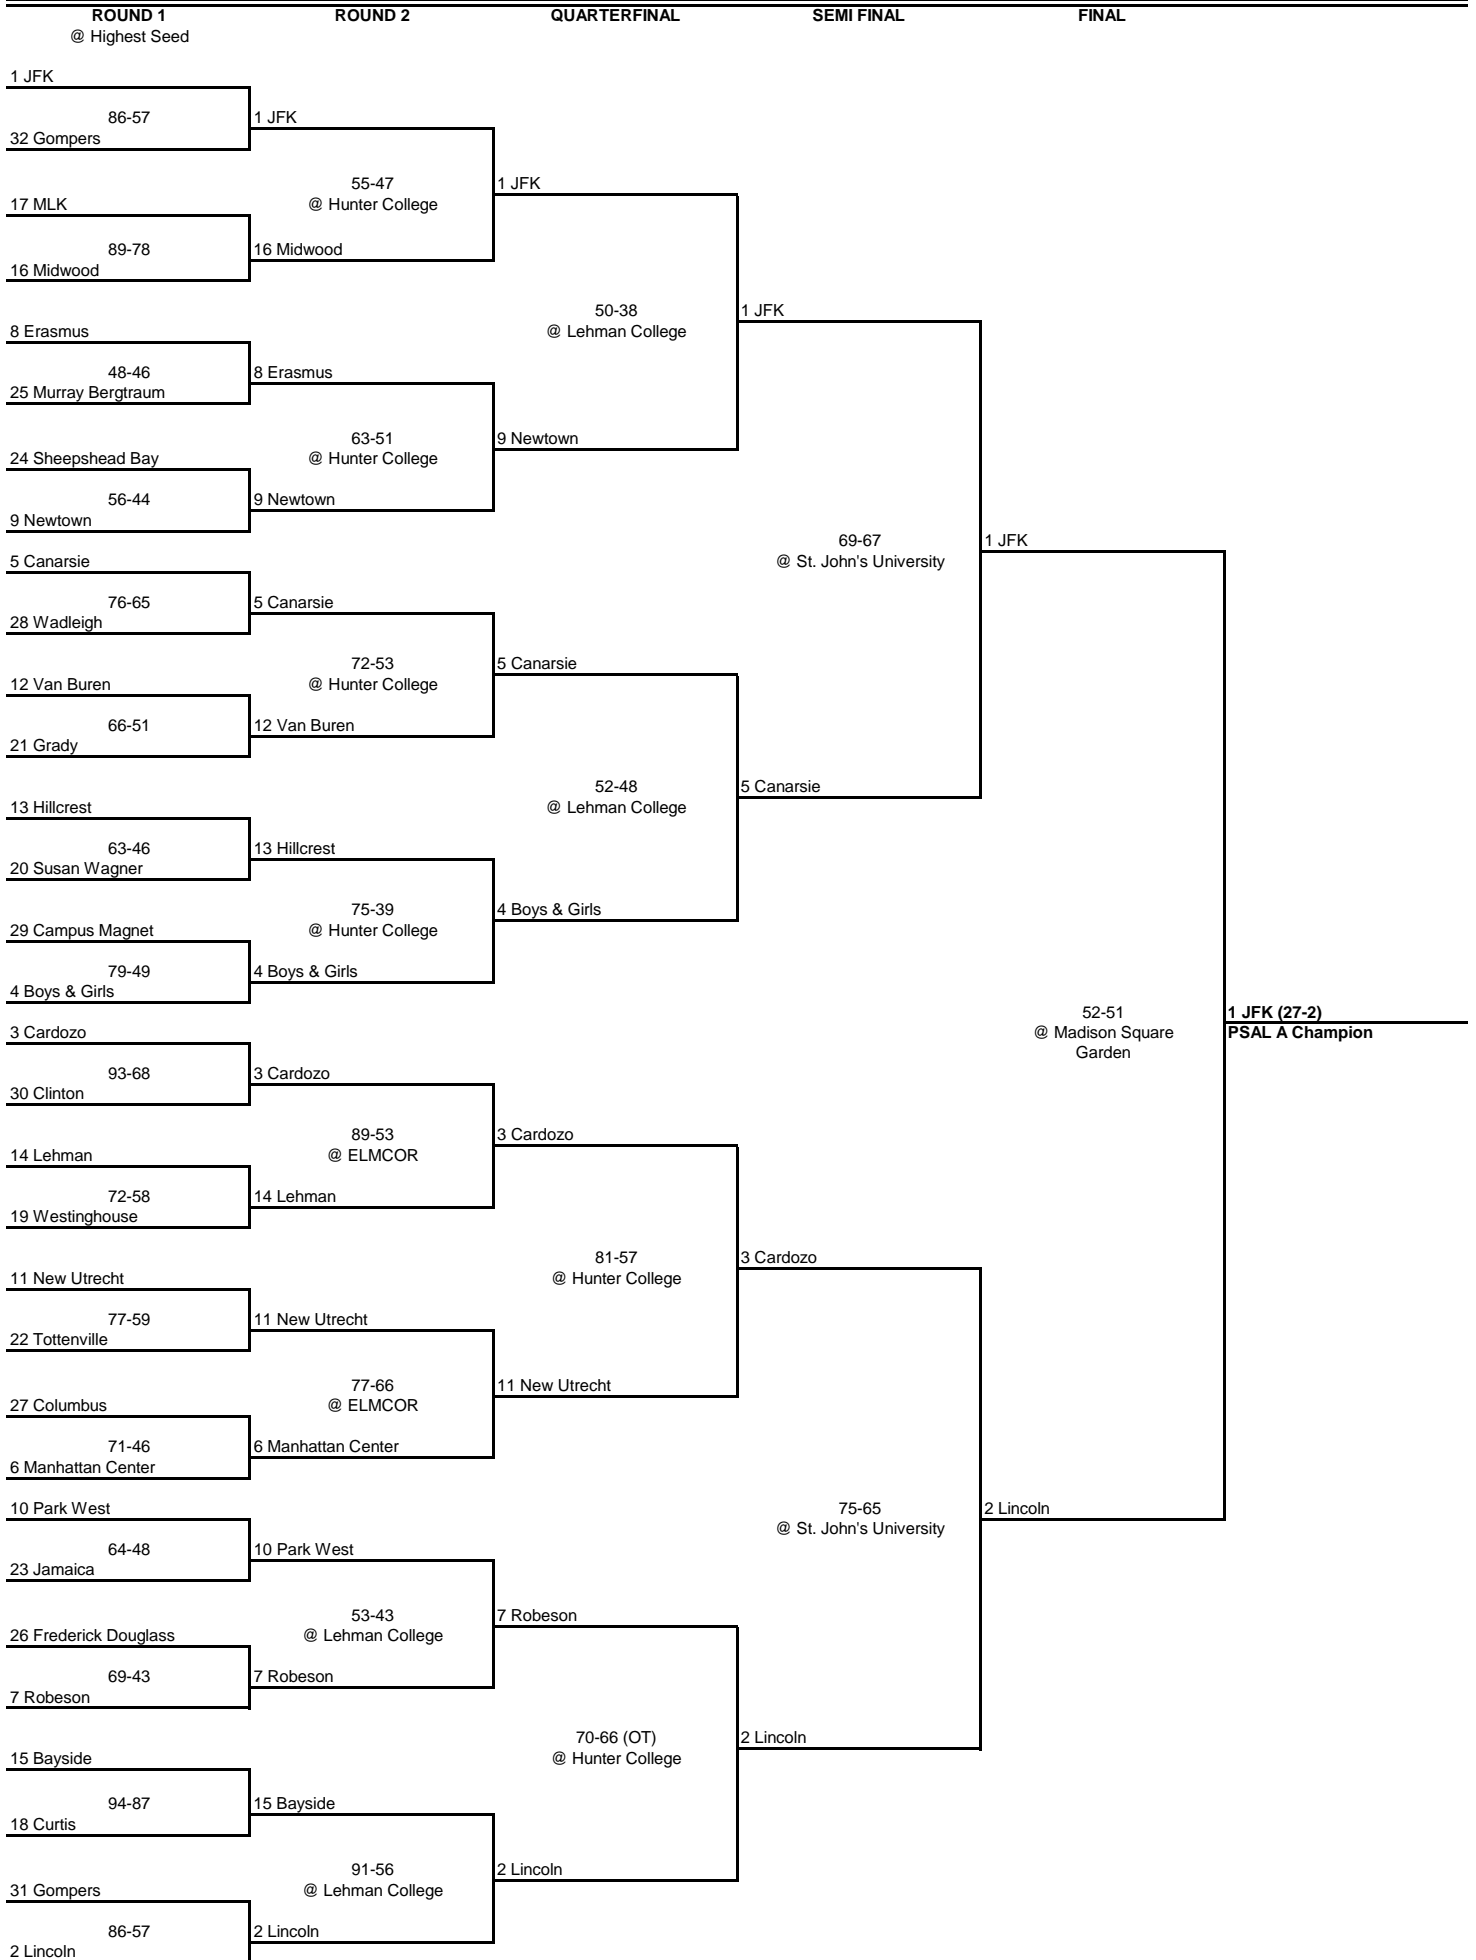 ROUND 1 ROUND 2 QUARTERFINAL SEMI FINAL FINAL
@ Highest Seed
1 JFK
86-57 1 JFK
32 Gompers
55-47 1 JFK
17 MLK @ Hunter College
89-78 16 Midwood
16 Midwood
50-38 1 JFK
8 Erasmus @ Lehman College
48-46 8 Erasmus
25 Murray Bergtraum
63-51 9 Newtown
24 Sheepshead Bay @ Hunter College
56-44 9 Newtown
9 Newtown
69-67 1 JFK
5 Canarsie @ St. John's University
76-65 5 Canarsie
28 Wadleigh
72-53 5 Canarsie
12 Van Buren @ Hunter College
66-51 12 Van Buren
21 Grady
52-48 5 Canarsie
13 Hillcrest @ Lehman College
63-46 13 Hillcrest
20 Susan Wagner
75-39 4 Boys & Girls
29 Campus Magnet @ Hunter College
79-49 4 Boys & Girls
4 Boys & Girls
52-51 1 JFK (27-2)
3 Cardozo @ Madison Square PSAL A Champion
Garden
93-68 3 Cardozo
30 Clinton
89-53 3 Cardozo
14 Lehman @ ELMCOR
72-58 14 Lehman
19 Westinghouse
81-57 3 Cardozo
11 New Utrecht @ Hunter College
77-59 11 New Utrecht
22 Tottenville
77-66 11 New Utrecht
27 Columbus @ ELMCOR
71-46 6 Manhattan Center
6 Manhattan Center
10 Park West 75-65 2 Lincoln
@ St. John's University
64-48 10 Park West
23 Jamaica
53-43 7 Robeson
26 Frederick Douglass @ Lehman College
69-43 7 Robeson
7 Robeson
70-66 (OT) 2 Lincoln
15 Bayside @ Hunter College
94-87 15 Bayside
18 Curtis
91-56 2 Lincoln
31 Gompers @ Lehman College
86-57 2 Lincoln
2 Lincoln